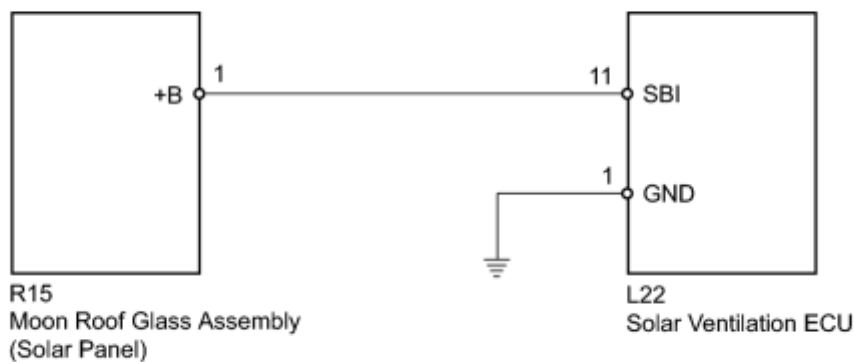 1
11
+B
SBI
1
GND
R15
Moon Roof Glass Assembly
(Solar Panel)
L22
Solar Ventilation ECU